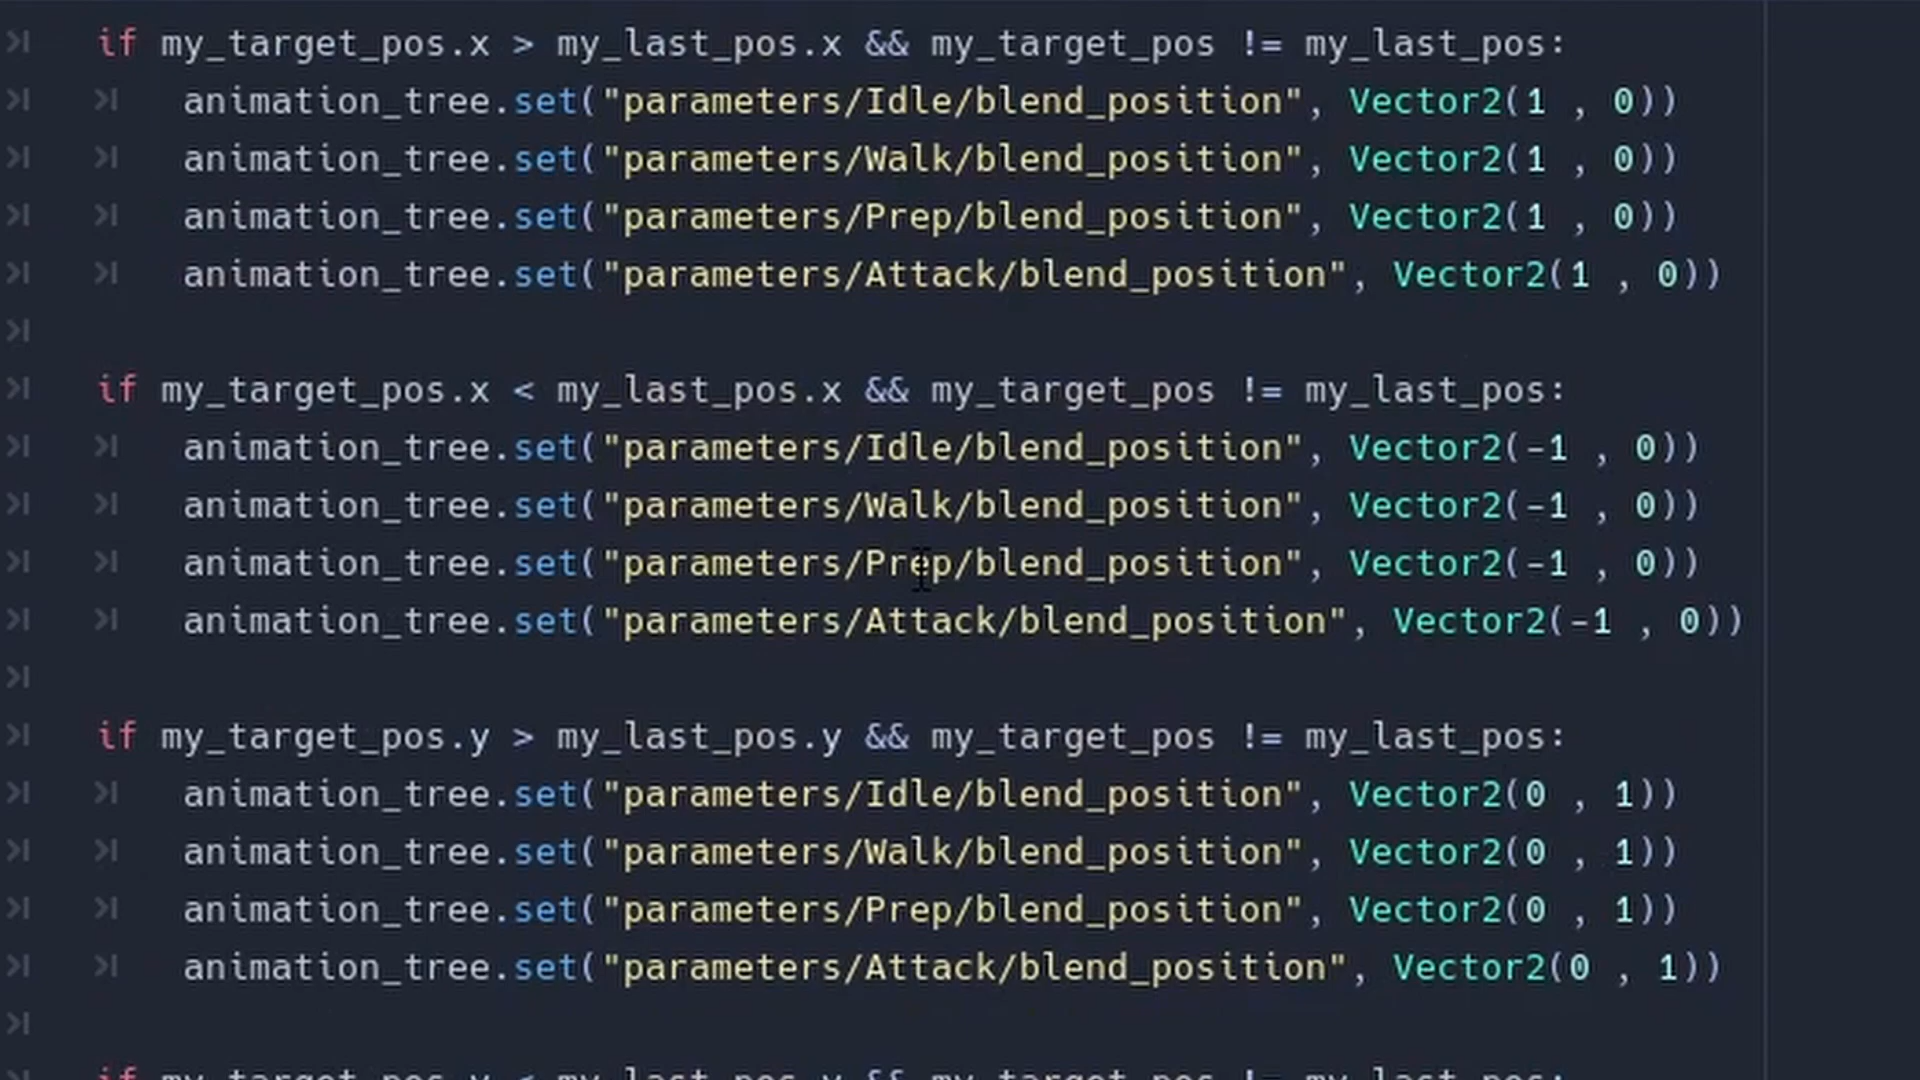 if my_target_pos.x > my_last_pos.x && my_target_pos != my_last_pos:
animation_tree.set("parameters/Idle/blend_position", Vector2(1 , 0))
animation_tree.set("parameters/Walk/blend_position", Vector2(1 , 0))
animation_tree.set("parameters/Prep/blend_position", Vector2(1 , 0))
animation_tree.set("parameters/Attack/blend_position", Vector2(1 , 0))
if my_target_pos.x < my_last_pos.x && my_target_pos != my_last_pos:
animation_tree.set("parameters/Idle/blend_position", Vector2(-1 , 0))
animation_tree.set("parameters/Walk/blend_position", Vector2(-1 , 0))
animation_tree.set("parameters/Prep/blend_position", Vector2(-1 , 0))
animation_tree.set("parameters/Attack/blend_position", Vector2(-1 , 0))
if my_target_pos.y > my_last_pos.y && my_target_pos != my_last_pos:
animation_tree.set("parameters/Idle/blend_position", Vector2(0 , 1))
animation_tree.set("parameters/Walk/blend_position", Vector2(0 , 1))
animation_tree.set("parameters/Prep/blend_position", Vector2(0 , 1))
animation_tree.set("parameters/Attack/blend_position", Vector2(0 , 1))
if my_target_pos.y < my_last_pos.y && my_target_pos != my_last_pos: